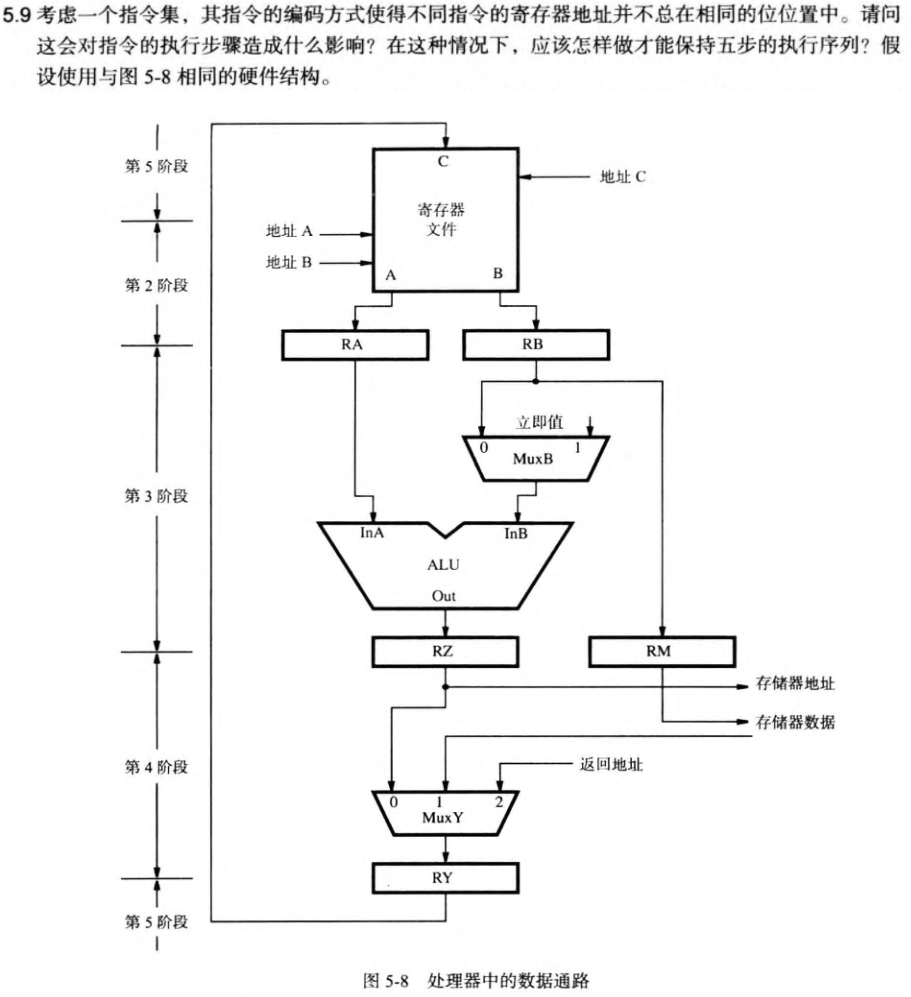 5.9 考虑一个指令集，其指令的编码方式使得不同指令的寄存器地址并不总在相同的位位置中。请问
这会对指令的执行步骤造成什么影响？在这种情况下，应该怎样做才能保持五步的执行序列？假
设使用与图 5-8 相同的硬件结构。
第 5 阶段
C
地址 C
寄存器
文件
地址 A
地址 B
第 2 阶段
A
B
RA
RB
立即值
0
1
MuxB
第 3 阶段
InA
InB
ALU
Out
RZ
RM
存储器地址
存储器数据
第 4 阶段
返回地址
0
1
2
MuxY
RY
第 5 阶段
图 5-8 处理器中的数据通路